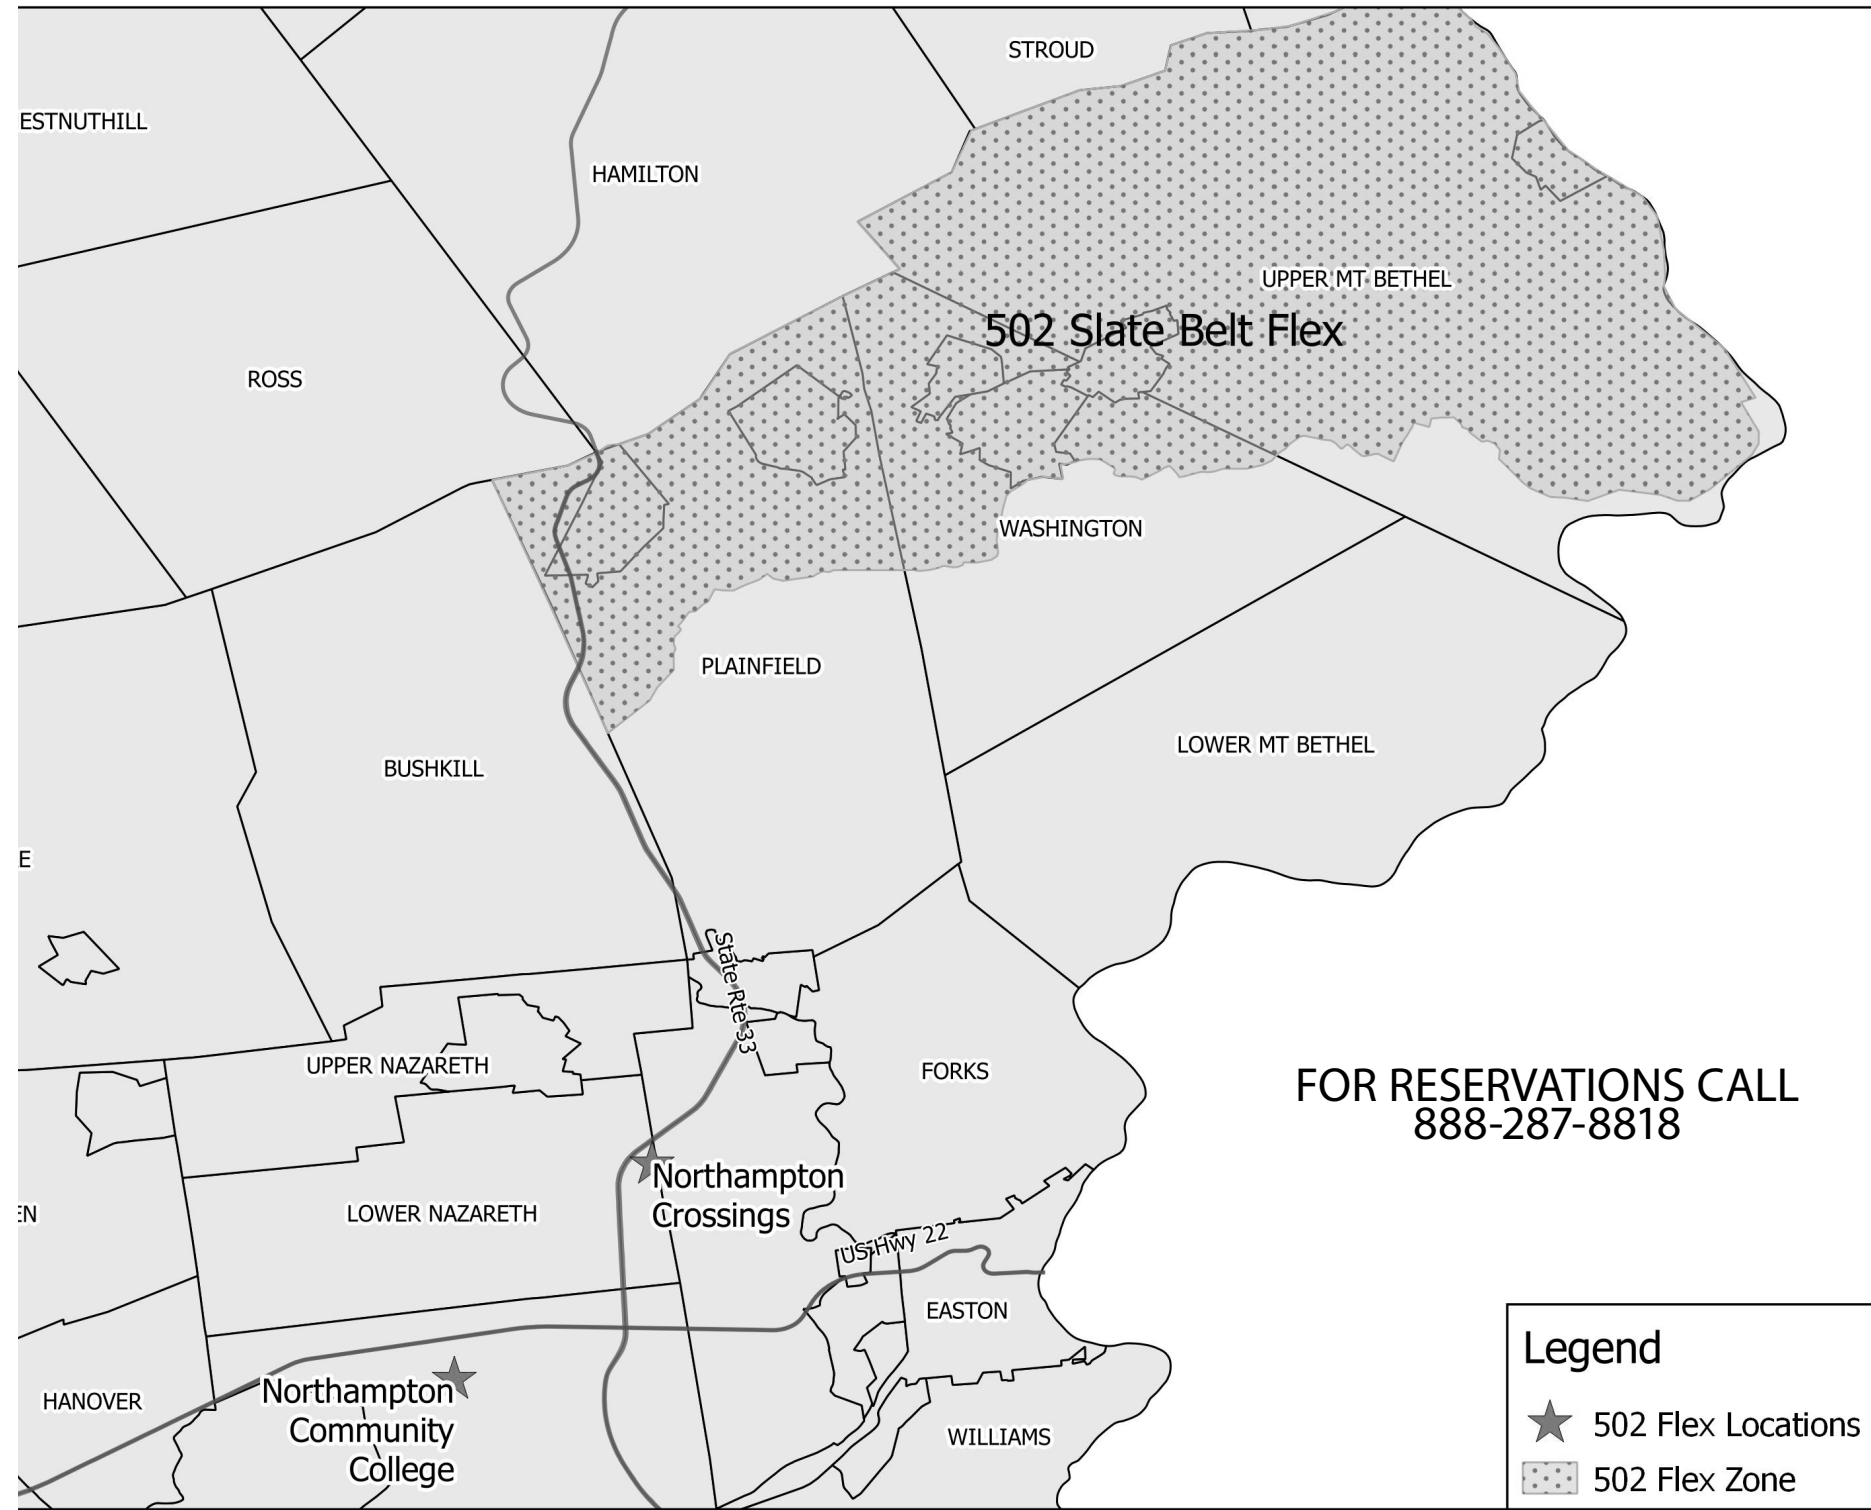 STROUD
ESTNUTHILL
HAMILTON
UPPER MT BETHEL
502 Slate Belt Flex
ROSS
WASHINGTON
PLAINFIELD
LOWER MT BETHEL
BUSHKILL
E
State Rte 33
UPPER NAZARETH
FORKS
FOR RESERVATIONS CALL
888-287-8818
Northampton
Crossings
EN
LOWER NAZARETH
US Hwy 22
EASTON
HANOVER
Northampton
Community
College
WILLIAMS
Legend
502 Flex Locations
502 Flex Zone